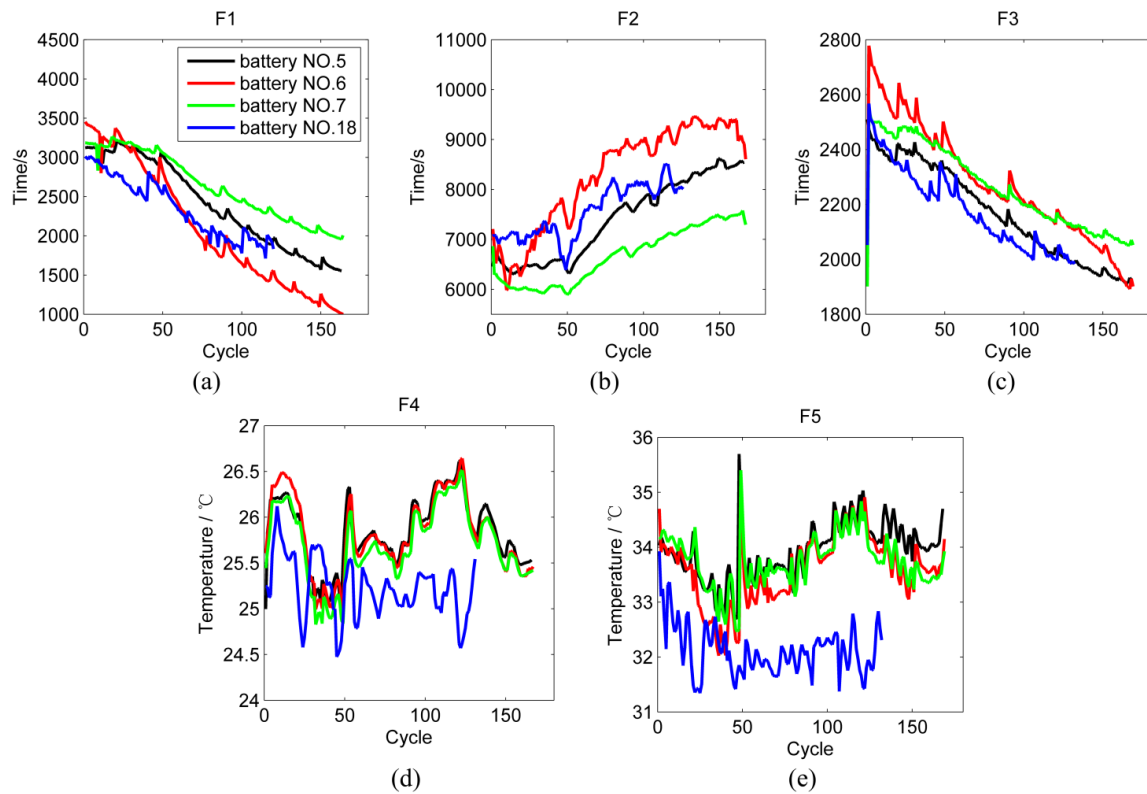 F1
4500
4000
3500
3000
2500
2000
1500
1000
Time/s
0 50 100 150
Cycle
(a)
battery NO.5
battery NO.6
battery NO.7
battery NO.18
F2
11000
10000
9000
8000
7000
6000
Time/s
0 50 100 150
Cycle
(b)
F3
2800
2600
2400
2200
2000
1800
Time/s
0 50 100 150
Cycle
(c)
F4
27
26.5
26
25.5
25
24.5
24
Temperature / ℃
0 50 100 150
Cycle
(d)
F5
36
35
34
33
32
31
Temperature / ℃
0 50 100 150
Cycle
(e)